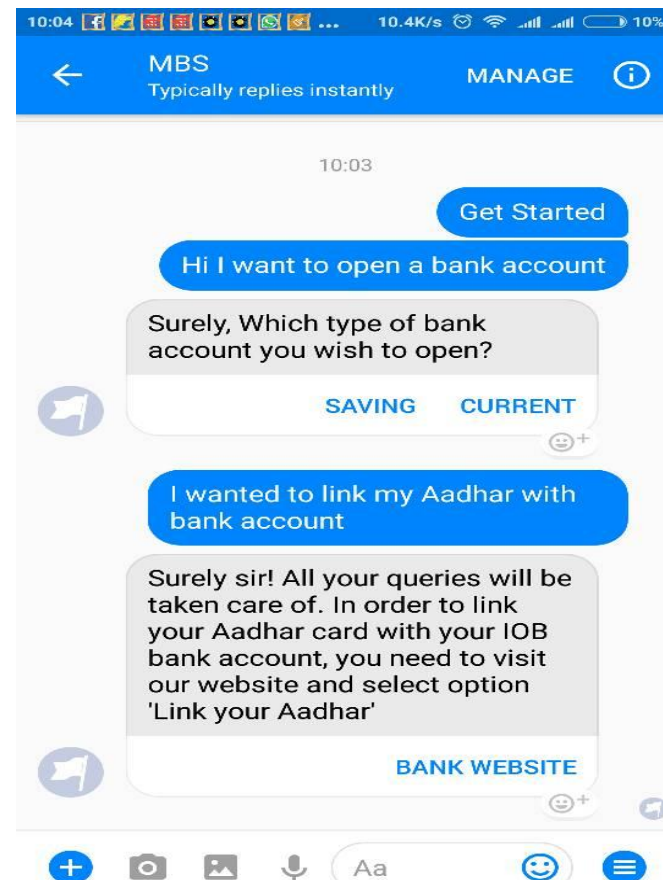 10:04 ... 10.4K/s 10%
MBS
Typically replies instantly
MANAGE
10:03
Get Started
Hi I want to open a bank account
Surely, Which type of bank
account you wish to open?
SAVING CURRENT
I wanted to link my Aadhar with
bank account
Surely sir! All your queries will be
taken care of. In order to link
your Aadhar card with your IOB
bank account, you need to visit
our website and select option
'Link your Aadhar'
BANK WEBSITE
Aa